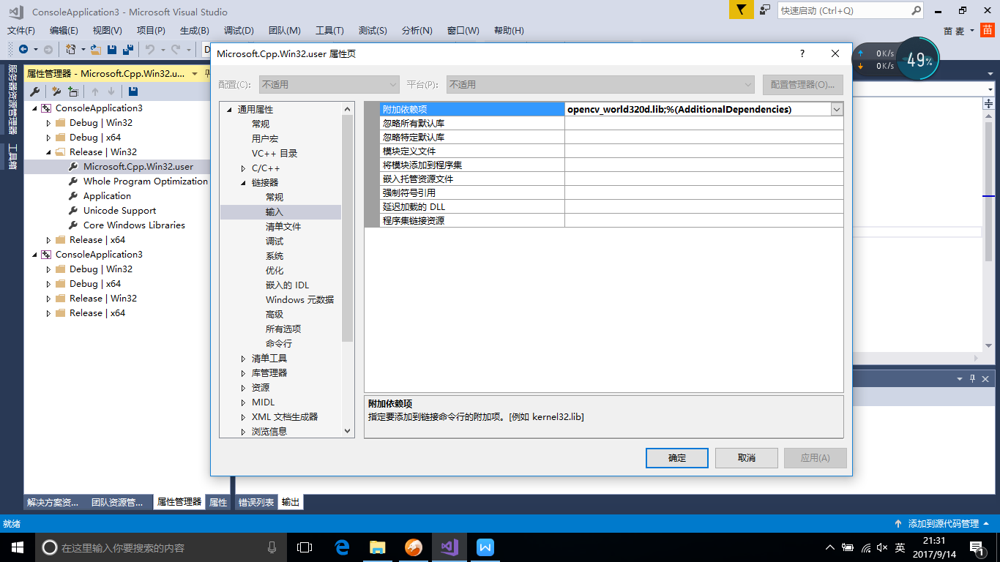 ConsoleApplication3 - Microsoft Visual Studio
快速启动 (Ctrl+Q)
文件(F) 编辑(E) 视图(V) 项目(P) 生成(B) 调试(D) 团队(M) 工具(T) 测试(S) 分析(N) 窗口(W) 帮助(H)
苗 麦 苗
D
0K/s
0K/s
49%
服务器资源管理器
工具箱
属性管理器 - Microsoft.Cpp.Win32.u...
ConsoleApplication3
Debug | Win32
Debug | x64
Release | Win32
Microsoft.Cpp.Win32.user
Whole Program Optimization
Application
Unicode Support
Core Windows Libraries
Release | x64
ConsoleApplication3
Debug | Win32
Debug | x64
Release | Win32
Release | x64
Microsoft.Cpp.Win32.user 属性页
?
配置(C): 不适用 平台(P): 不适用 配置管理器(O)...
通用属性
常规
用户宏
VC++ 目录
C/C++
链接器
常规
输入
清单文件
调试
系统
优化
嵌入的 IDL
Windows 元数据
高级
所有选项
命令行
清单工具
库管理器
资源
MIDL
XML 文档生成器
浏览信息
附加依赖项 opencv_world320d.lib;%(AdditionalDependencies)
忽略所有默认库
忽略特定默认库
模块定义文件
将模块添加到程序集
嵌入托管资源文件
强制符号引用
延迟加载的 DLL
程序集链接资源
附加依赖项
指定要添加到链接命令行的附加项。[例如 kernel32.lib]
确定 取消 应用(A)
解决方案资... 团队资源管... 属性管理器 属性 错误列表 输出
就绪
添加到源代码管理
在这里输入你要搜索的内容
英
21:31
2017/9/14
1